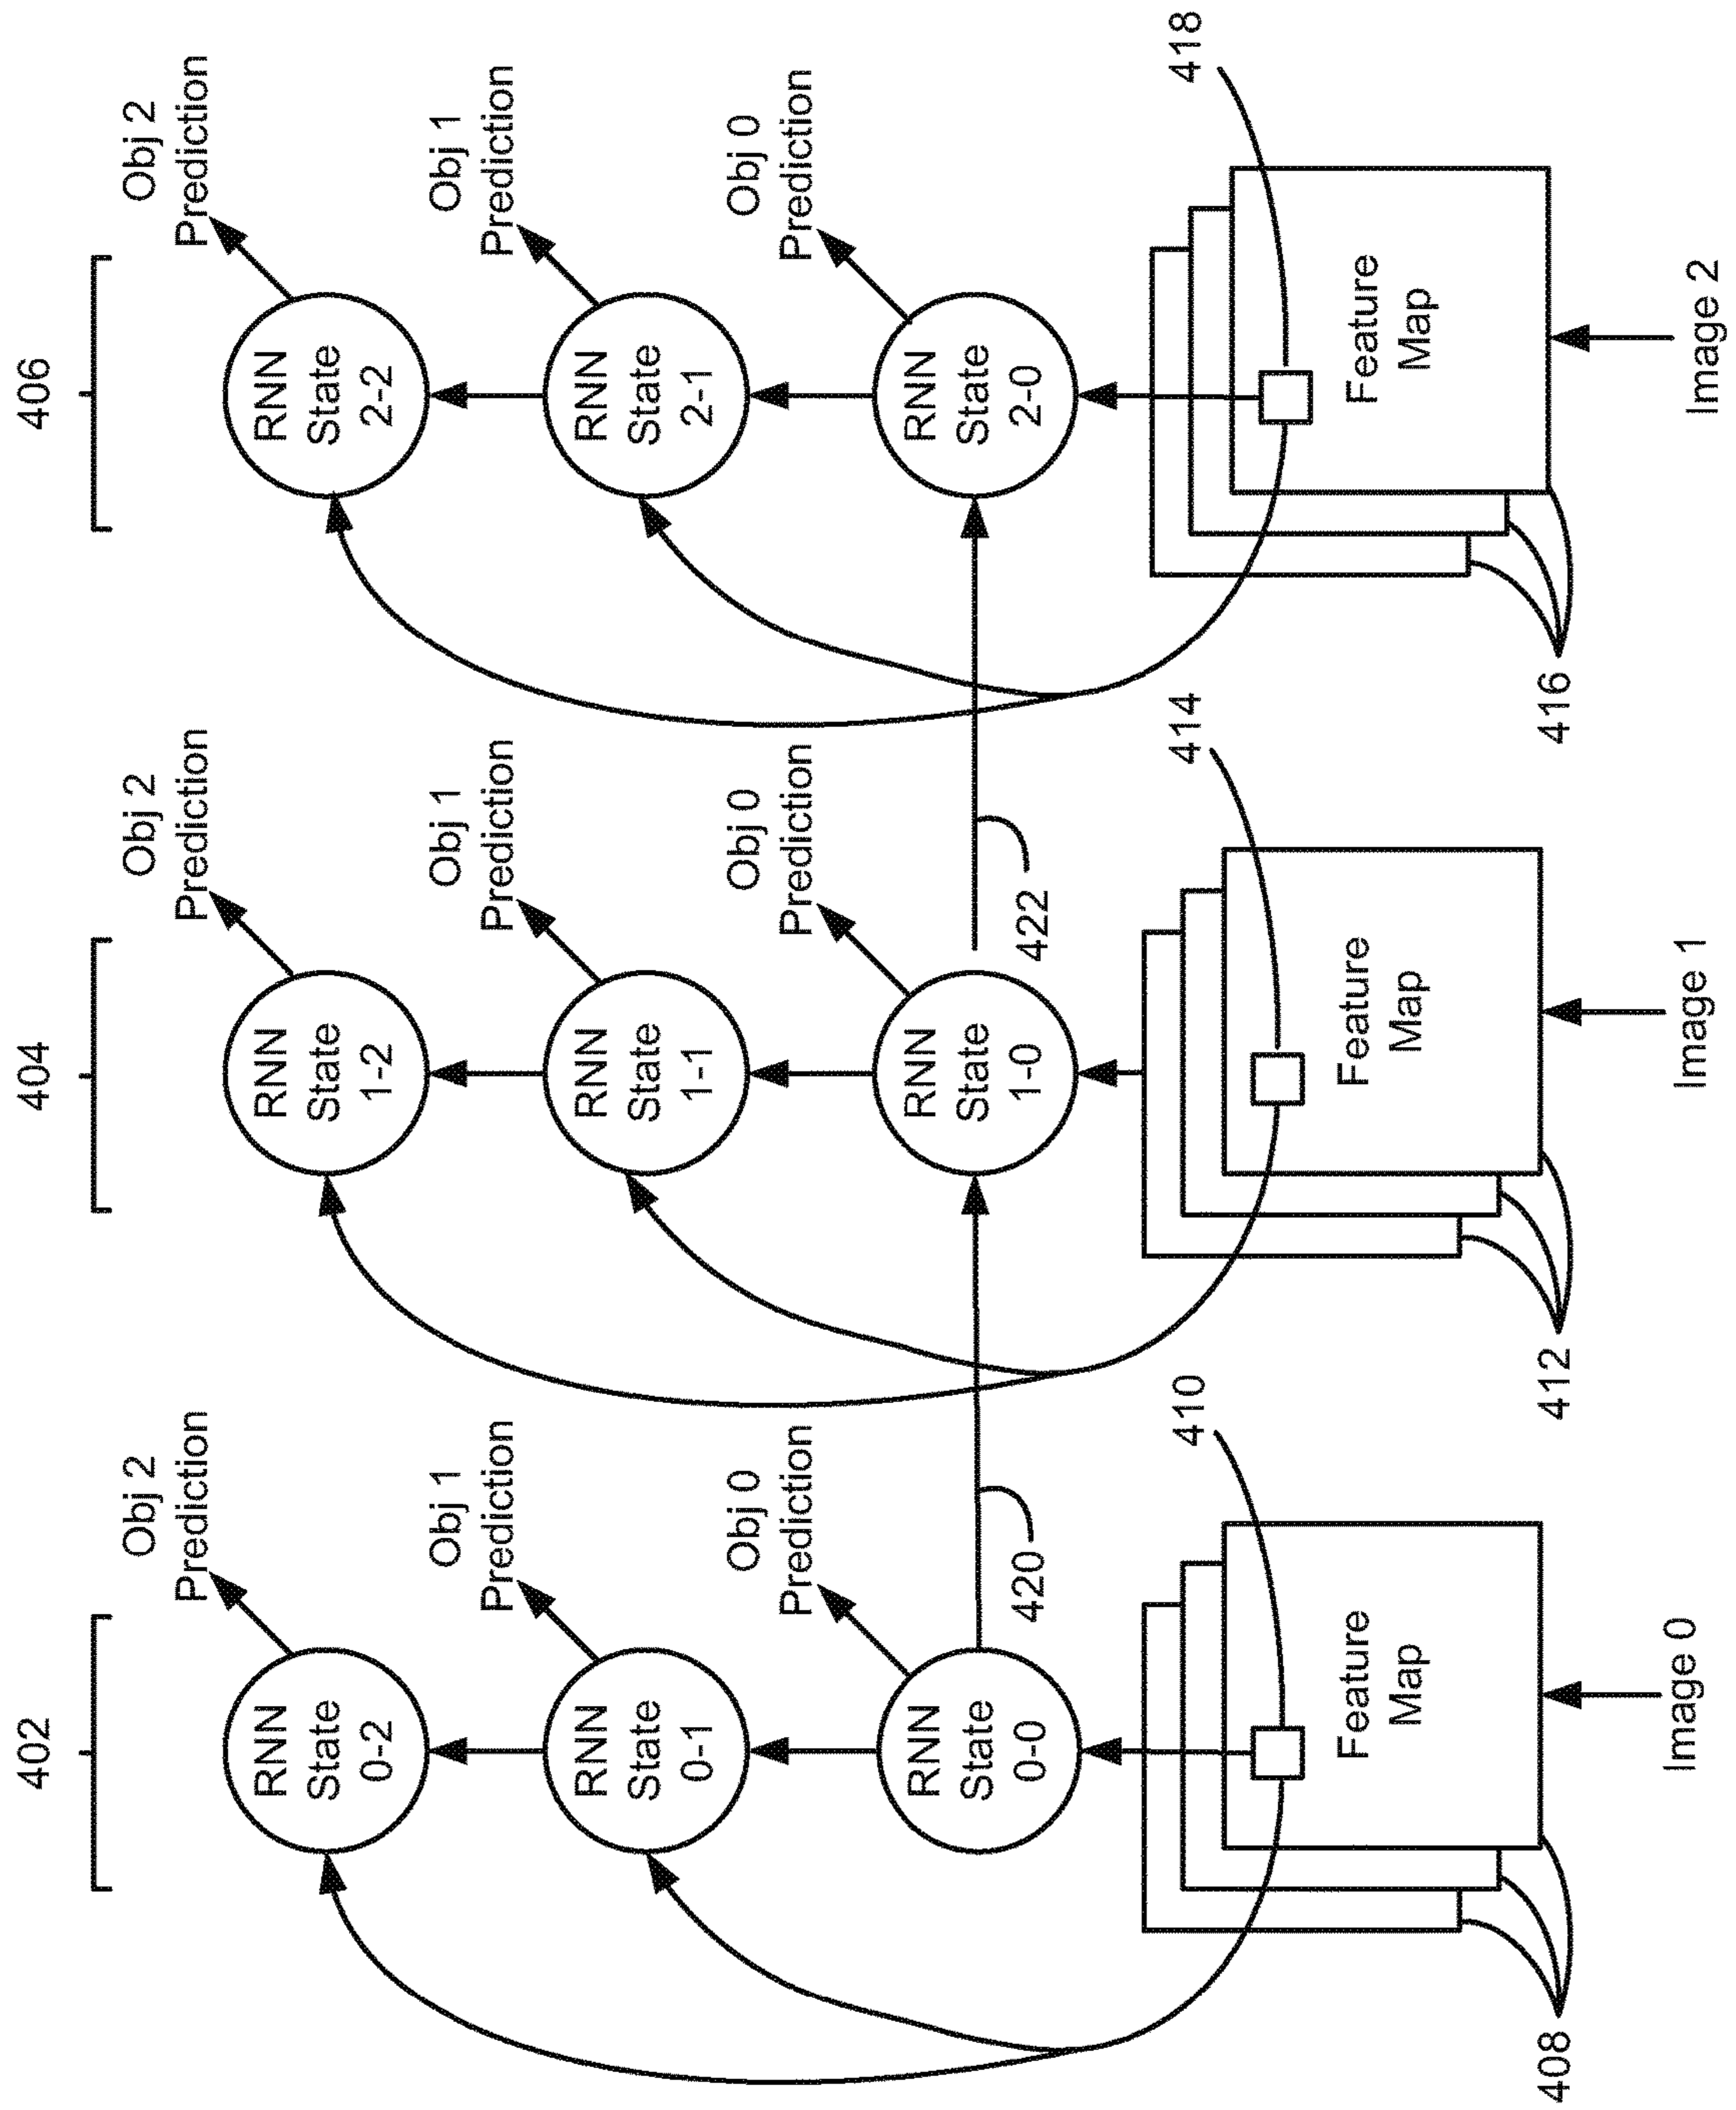 402
404
406
Obj 2
Prediction
Obj 2
Prediction
Obj 2
Prediction
RNN
State
0-2
RNN
State
1-2
RNN
State
2-2
Obj 1
Prediction
Obj 1
Prediction
Obj 1
Prediction
RNN
State
0-1
RNN
State
1-1
RNN
State
2-1
Obj 0
Prediction
Obj 0
Prediction
Obj 0
Prediction
RNN
State
0-0
RNN
State
1-0
RNN
State
2-0
420
422
410
414
418
Feature
Map
Feature
Map
Feature
Map
408
412
416
Image 0
Image 1
Image 2